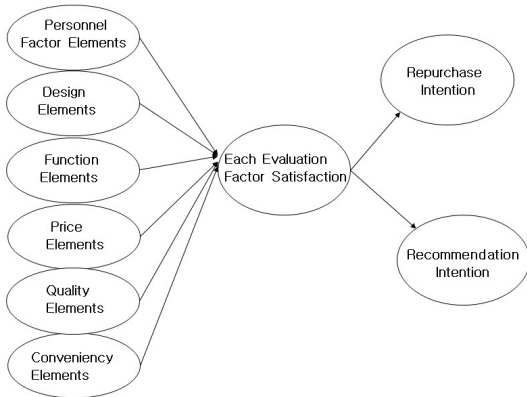 Personnel
Factor Elements
Design
Elements
Function
Elements
Price
Elements
Quality
Elements
Conveniency
Elements
Each Evaluation
Factor Satisfaction
Repurchase
Intention
Recommendation
Intention